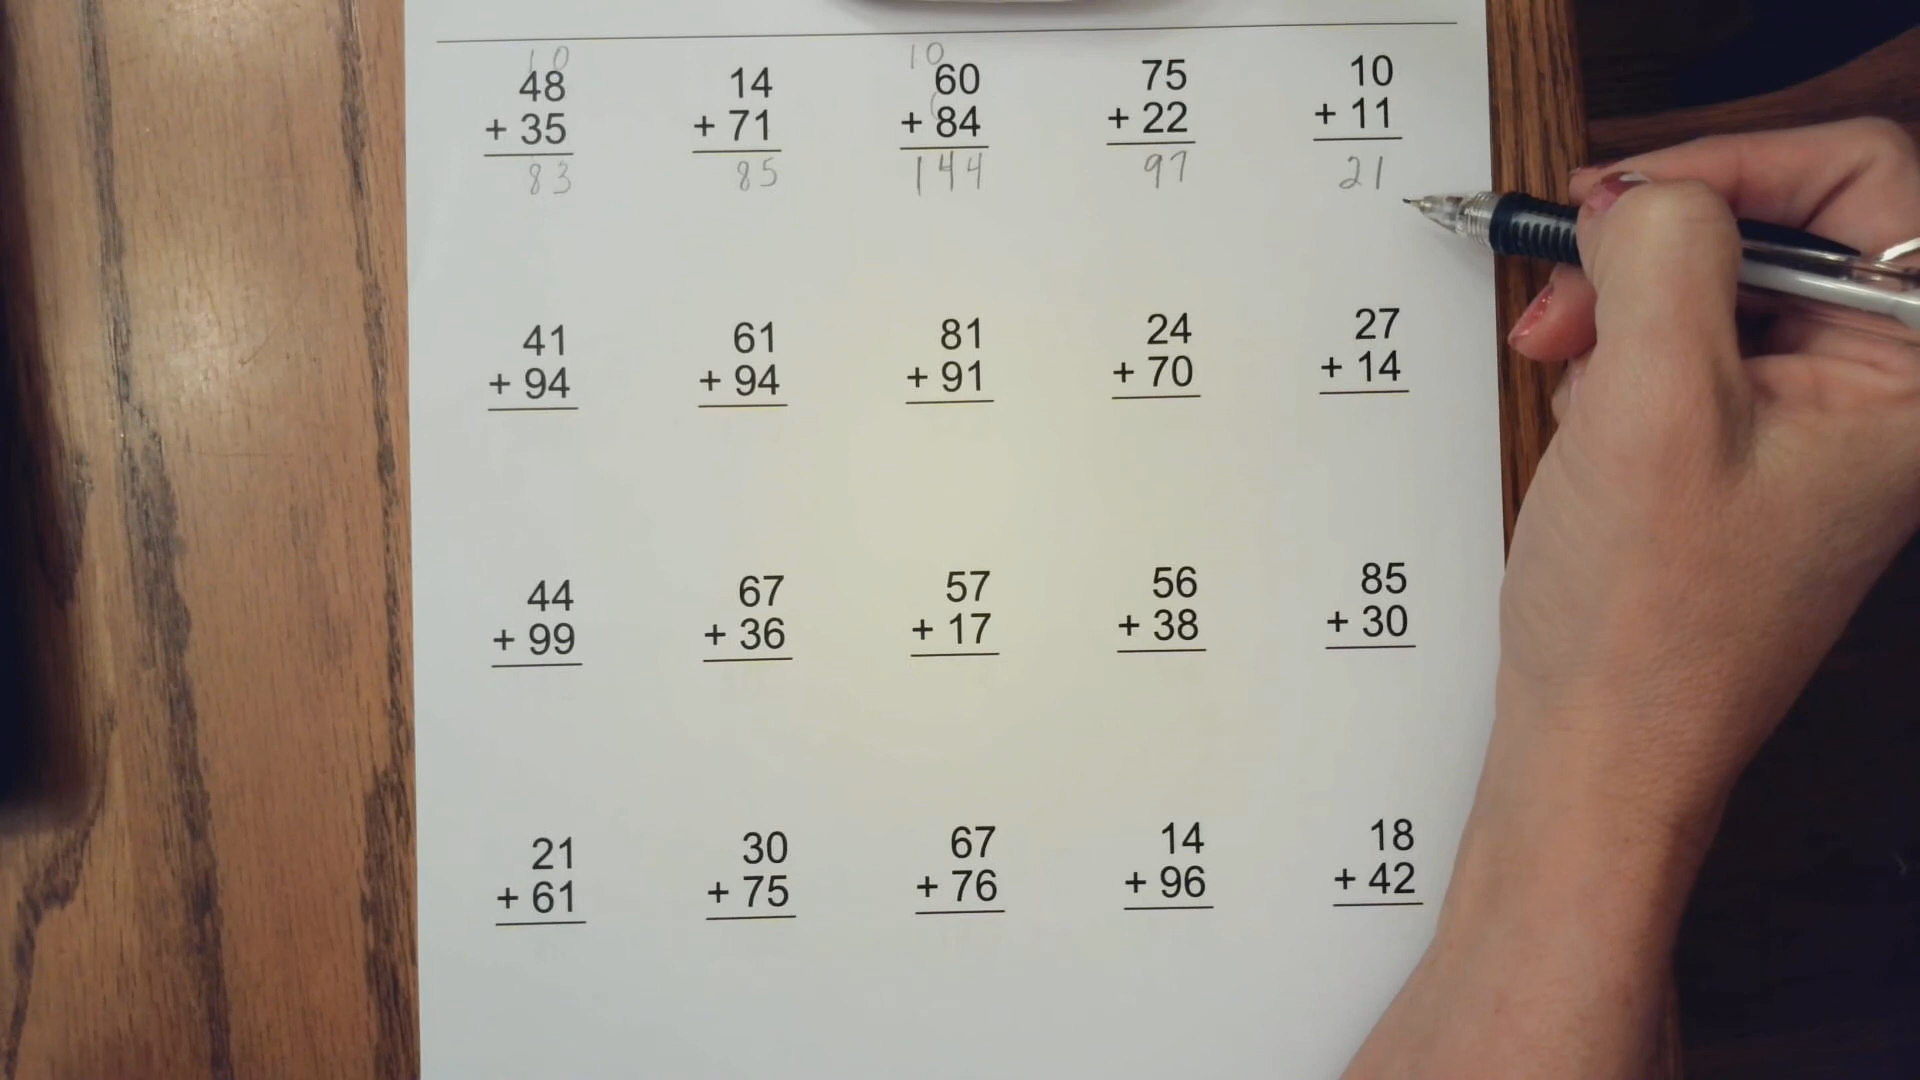 10 10
48 14 60 75 10
+ 35 + 71 + 84 + 22 + 11
83 85 144 97 21
41 61 81 24 27
+ 94 + 94 + 91 + 70 + 14
44 67 57 56 85
+ 99 + 36 + 17 + 38 + 30
21 30 67 14 18
+ 61 + 75 + 76 + 96 + 42